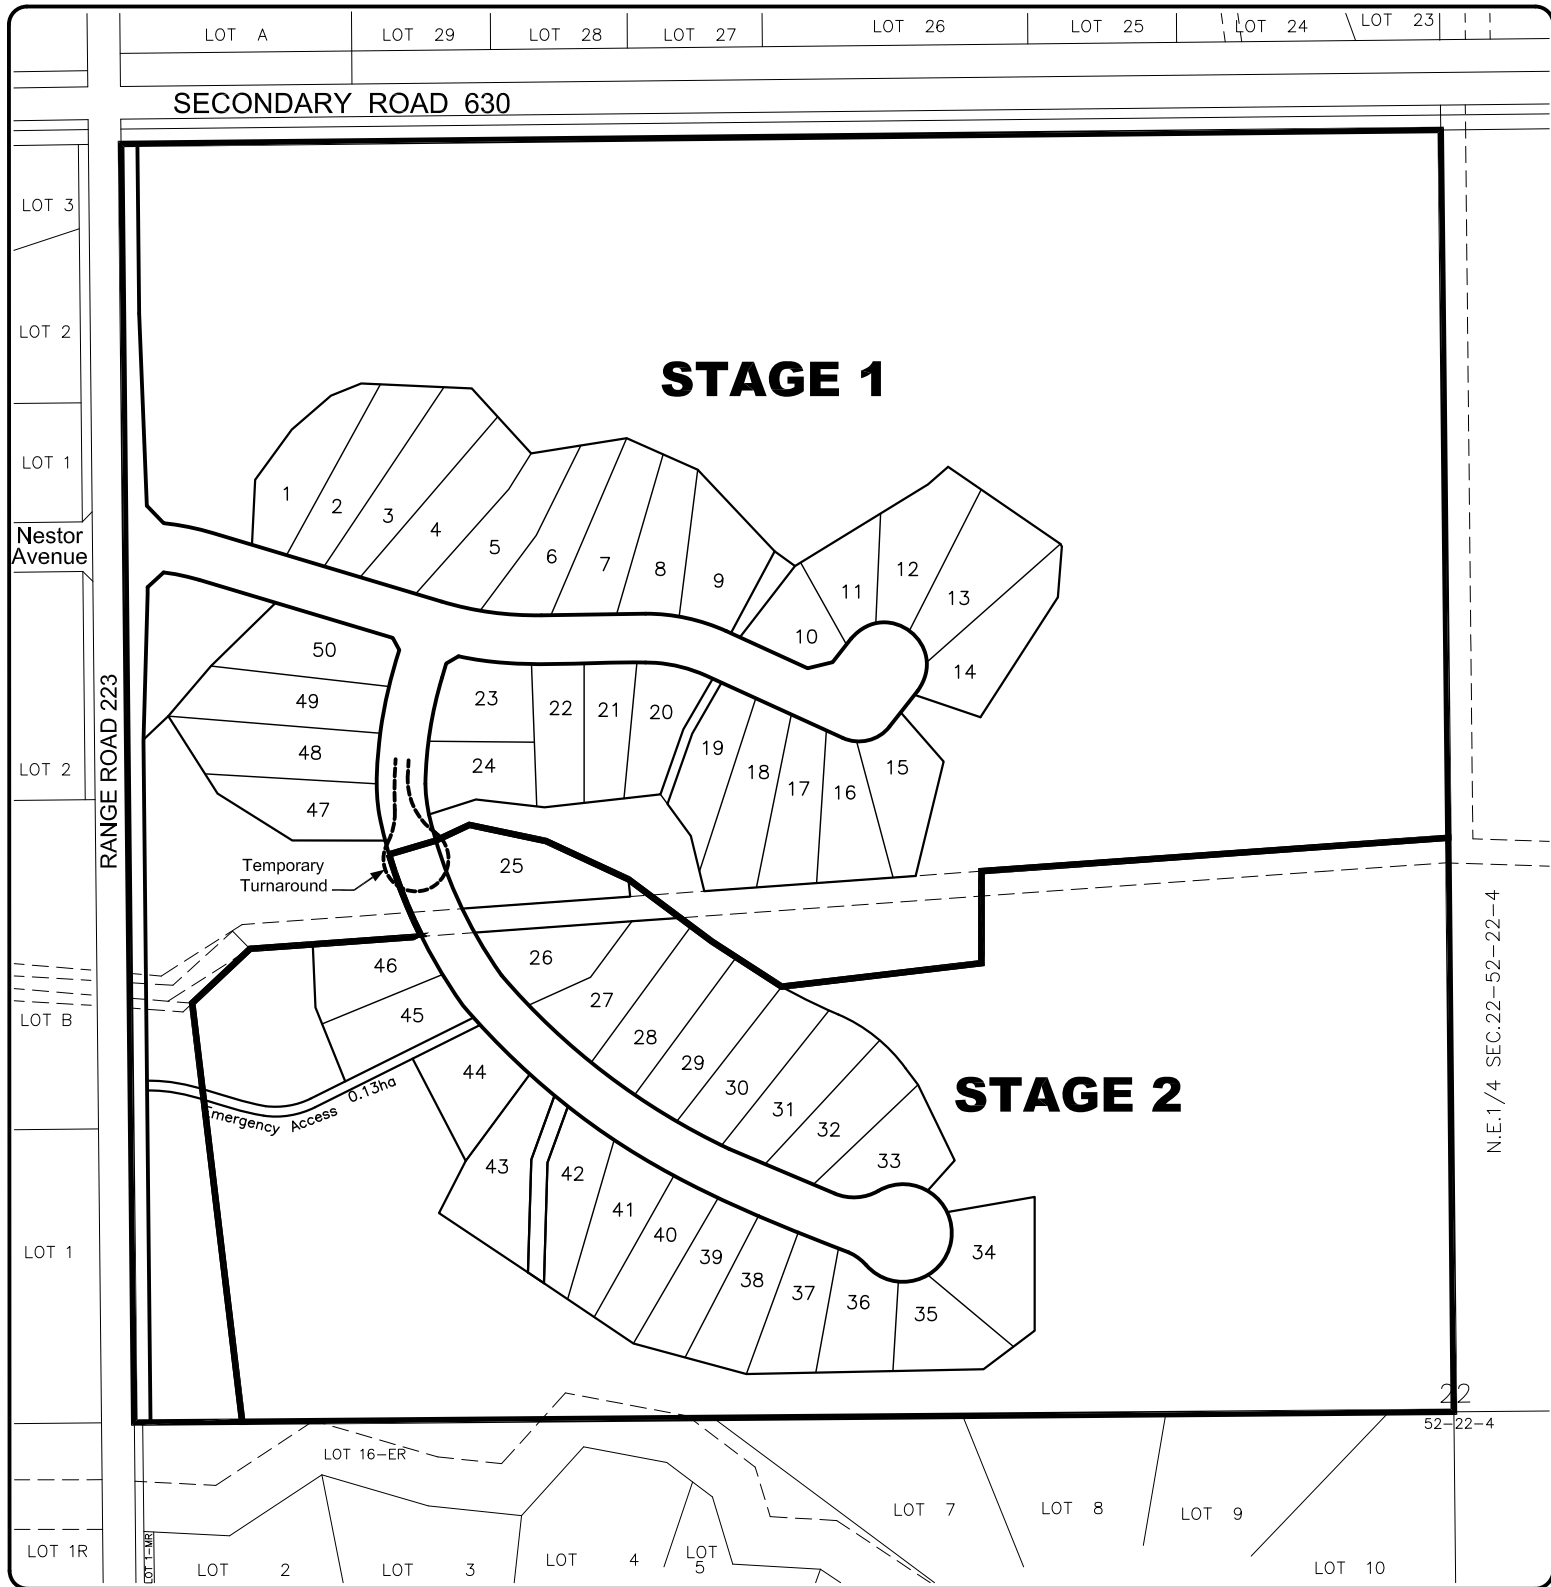 LOT A
LOT 29
LOT 28
LOT 27
LOT 26
LOT 25
LOT 24
LOT 23
SECONDARY ROAD 630
LOT 3
LOT 2
LOT 1
Nestor
Avenue
STAGE 1
1
2
3
4
5
6
7
8
9
10
11
12
13
14
50
49
48
47
23
24
22
21
20
19
18
17
16
15
LOT 2
RANGE ROAD 223
Temporary
Turnaround
25
26
27
28
29
30
31
32
33
46
45
44
43
42
41
40
39
38
37
36
35
34
LOT B
Emergency Access 0.13ha
STAGE 2
N.E.1/4 SEC.22-52-22-4
LOT 1
22
52-22-4
LOT 16-ER
LOT 1R
LOT 1-MR
LOT 2
LOT 3
LOT 4
LOT
5
LOT 7
LOT 8
LOT 9
LOT 10